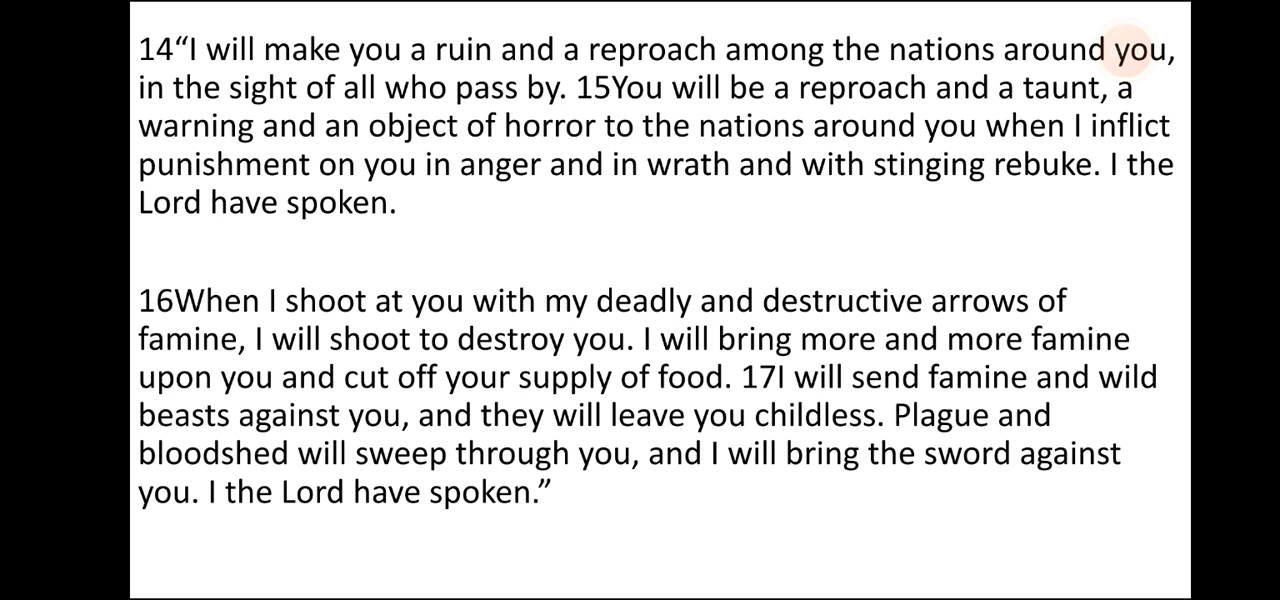 14“I will make you a ruin and a reproach among the nations around you,
in the sight of all who pass by. 15You will be a reproach and a taunt, a
warning and an object of horror to the nations around you when I inflict
punishment on you in anger and in wrath and with stinging rebuke. I the
Lord have spoken.
16When I shoot at you with my deadly and destructive arrows of
famine, I will shoot to destroy you. I will bring more and more famine
upon you and cut off your supply of food. 17I will send famine and wild
beasts against you, and they will leave you childless. Plague and
bloodshed will sweep through you, and I will bring the sword against
you. I the Lord have spoken.”